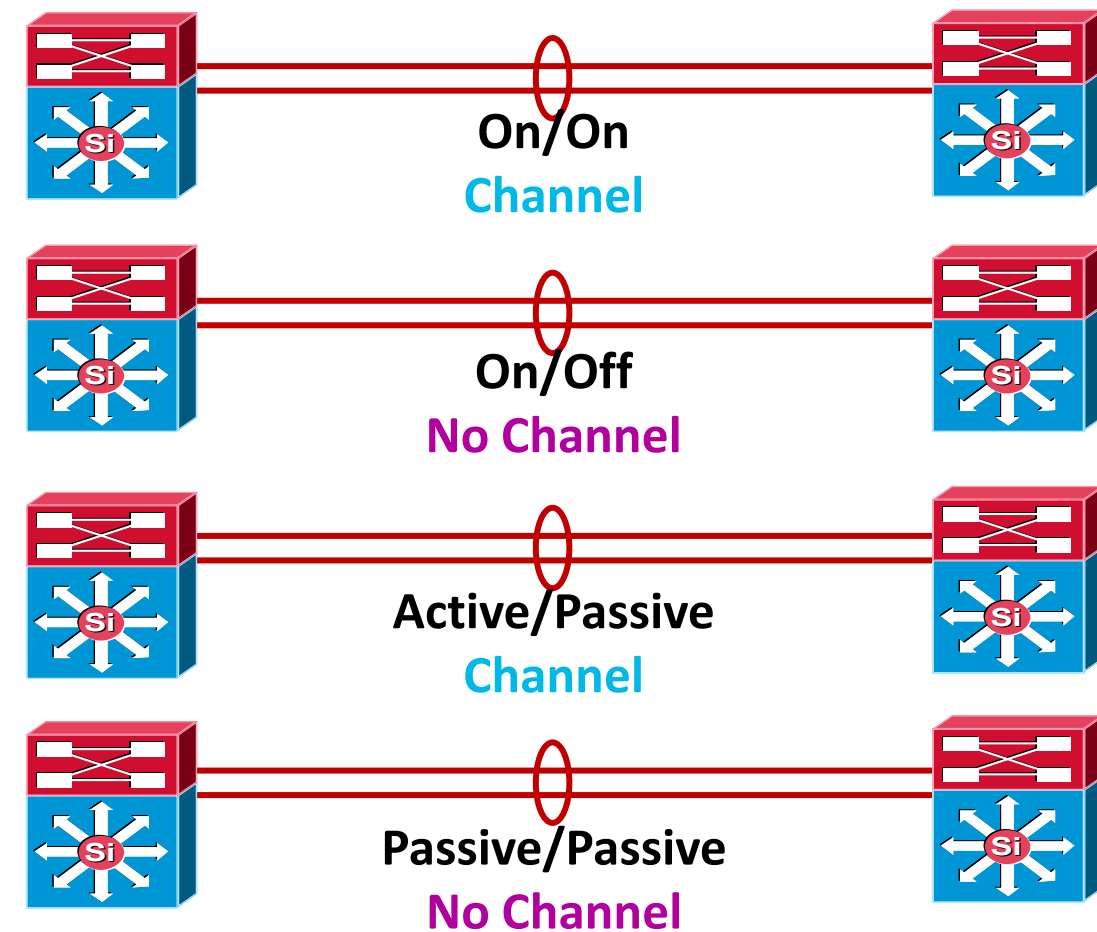 Si
Si
On/On
Channel
Si
Si
On/Off
No Channel
Si
Si
Active/Passive
Channel
Si
Si
Passive/Passive
No Channel